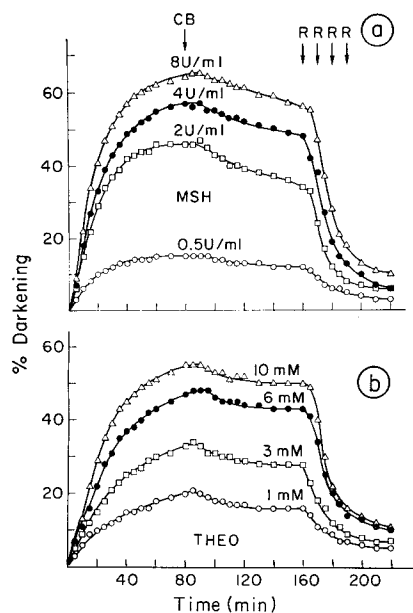 CB
R R R R
a
8U/ml
4U/ml
2U/ml
0.5U/ml
MSH
60
40
20
% Darkening
b
10 mM
6 mM
3 mM
1 mM
THEO
60
40
20
40 80 120 160 200
Time (min)